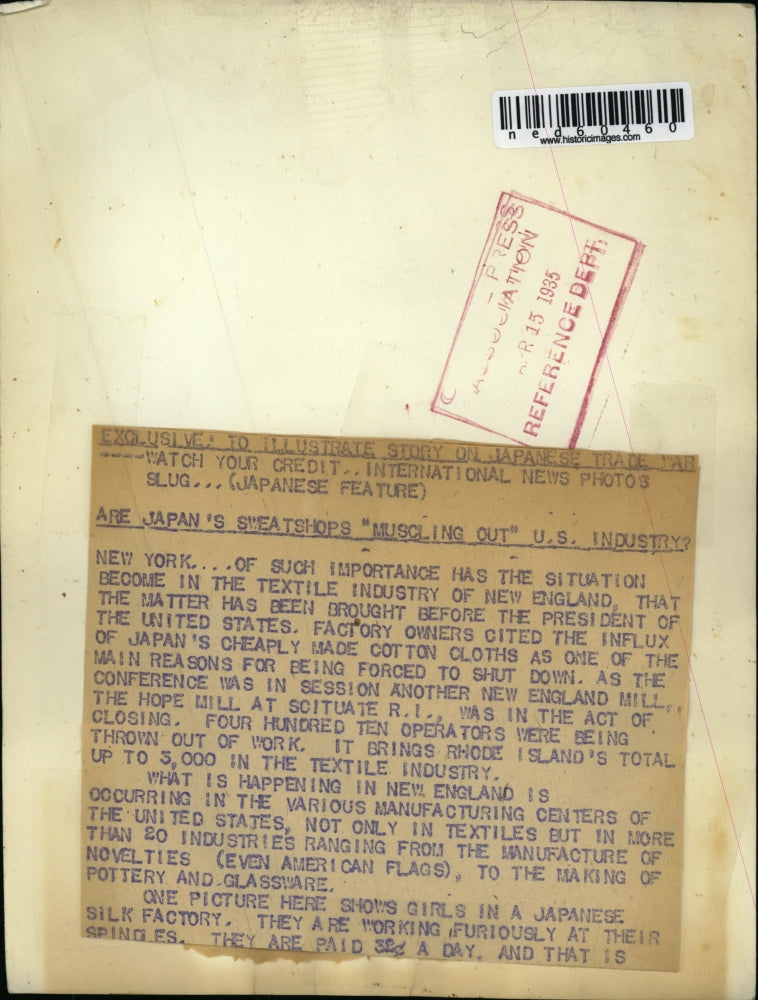 ned60460
www.historicimages.com
PRESS
ASSOCIATION
APR 15 1935
REFERENCE DEPT.
EXCLUSIVE! TO ILLUSTRATE STORY ON JAPANESE TRADE WAR
----WATCH YOUR CREDIT..INTERNATIONAL NEWS PHOTOS
SLUG...(JAPANESE FEATURE)
ARE JAPAN'S SWEATSHOPS "MUSCLING OUT" U.S. INDUSTRY?
NEW YORK....OF SUCH IMPORTANCE HAS THE SITUATION
BECOME IN THE TEXTILE INDUSTRY OF NEW ENGLAND, THAT
THE MATTER HAS BEEN BROUGHT BEFORE THE PRESIDENT OF
THE UNITED STATES. FACTORY OWNERS CITED THE INFLUX
OF JAPAN'S CHEAPLY MADE COTTON CLOTHS AS ONE OF THE
MAIN REASONS FOR BEING FORCED TO SHUT DOWN. AS THE
CONFERENCE WAS IN SESSION ANOTHER NEW ENGLAND MILL,
THE HOPE MILL AT SCITUATE R.I., WAS IN THE ACT OF
CLOSING. FOUR HUNDRED TEN OPERATORS WERE BEING
THROWN OUT OF WORK. IT BRINGS RHODE ISLAND'S TOTAL
UP TO 3,000 IN THE TEXTILE INDUSTRY.
WHAT IS HAPPENING IN NEW ENGLAND IS
OCCURRING IN THE VARIOUS MANUFACTURING CENTERS OF
THE UNITED STATES, NOT ONLY IN TEXTILES BUT IN MORE
THAN 20 INDUSTRIES RANGING FROM THE MANUFACTURE OF
NOVELTIES (EVEN AMERICAN FLAGS), TO THE MAKING OF
POTTERY AND GLASSWARE.
ONE PICTURE HERE SHOWS GIRLS IN A JAPANESE
SILK FACTORY. THEY ARE WORKING FURIOUSLY AT THEIR
SPINDLES. THEY ARE PAID A DAY, AND THAT IS